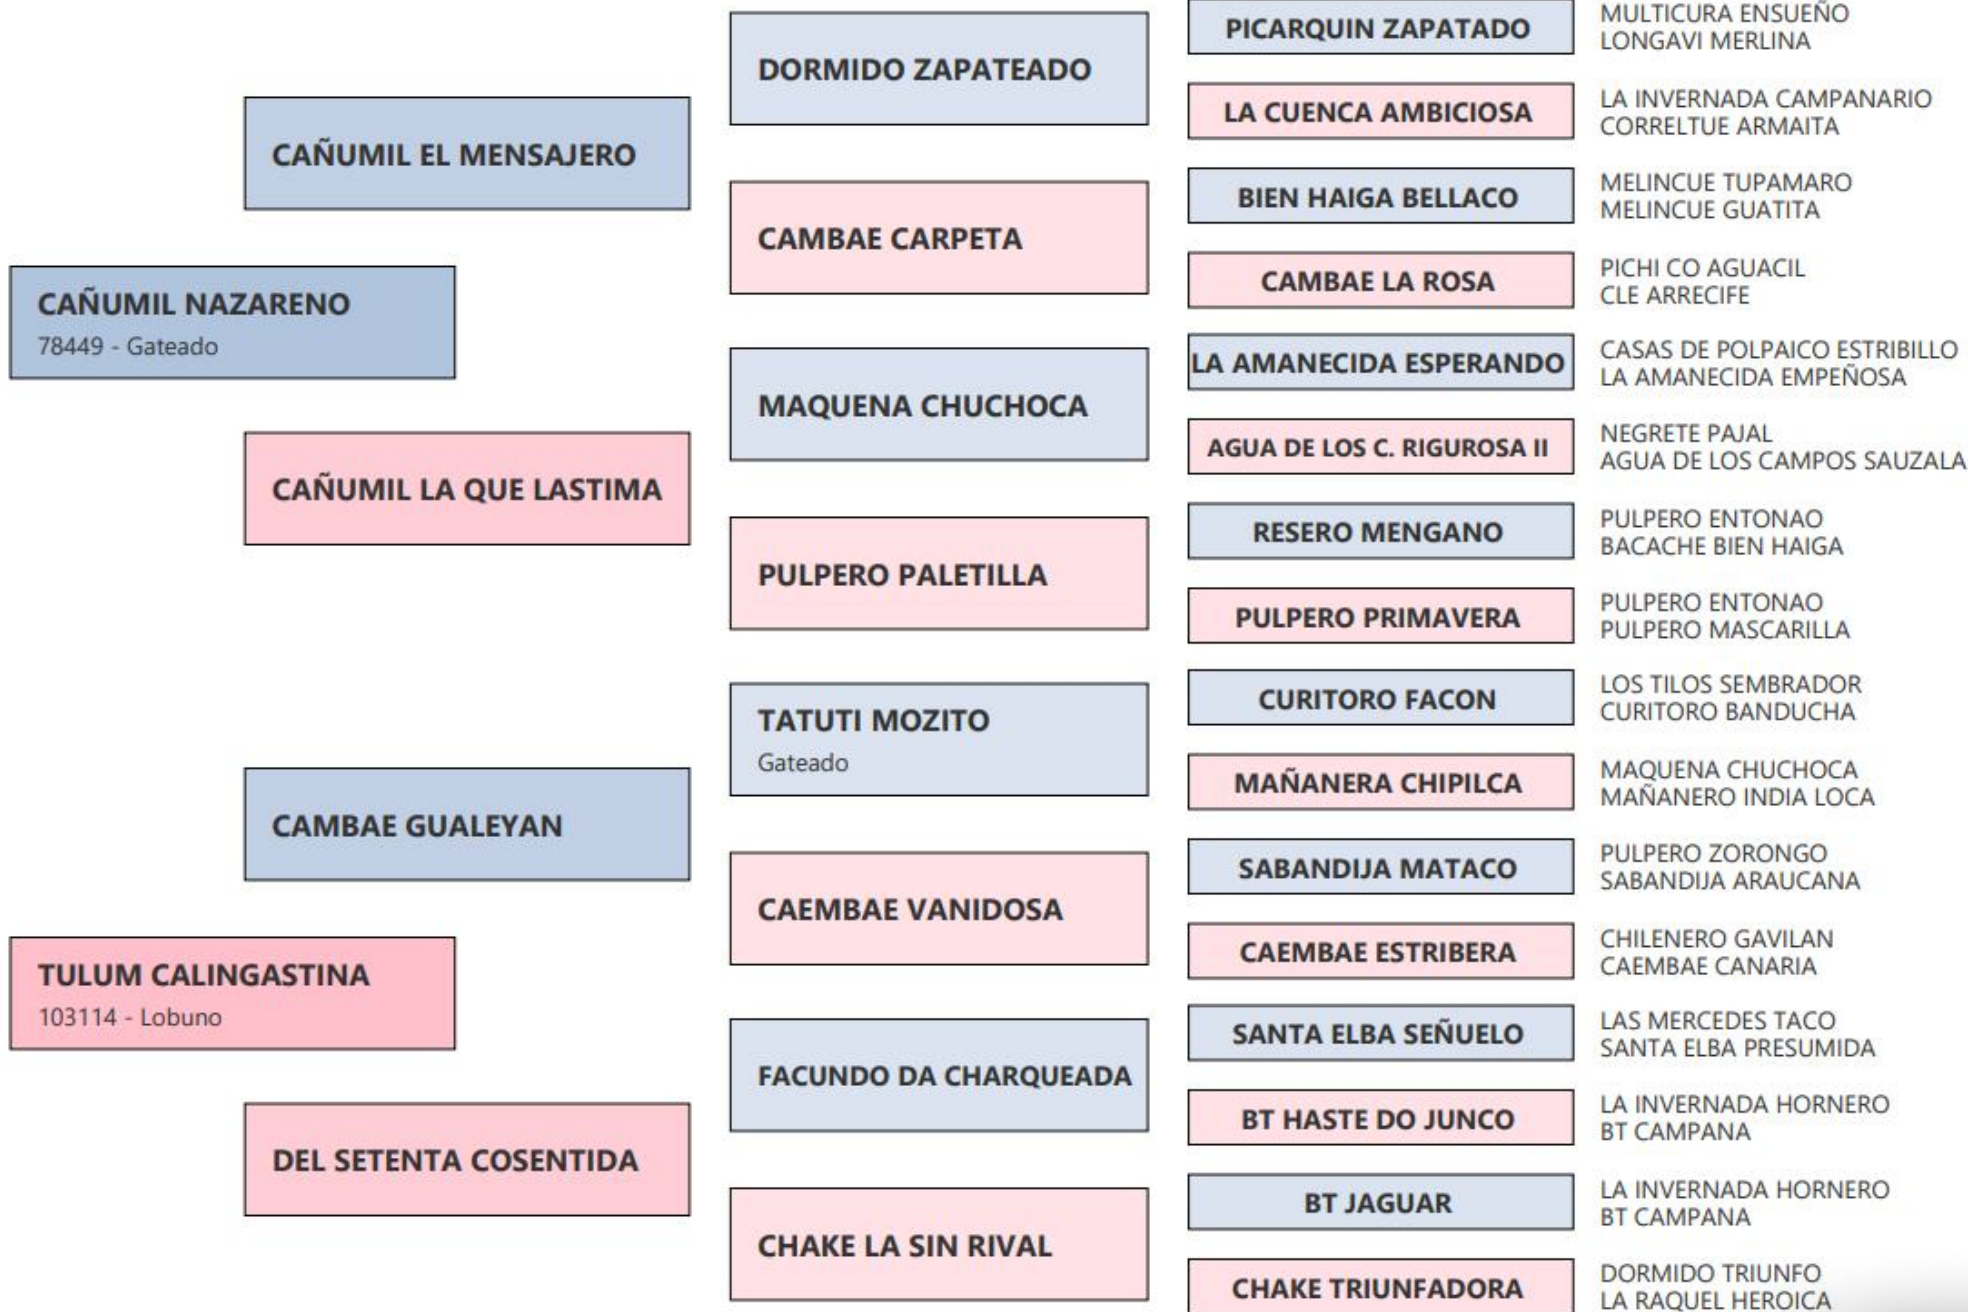 CAÑUMIL NAZARENO
78449 - Gateado
TULUM CALINGASTINA
103114 - Lobuno
CAÑUMIL EL MENSAJERO
CAÑUMIL LA QUE LASTIMA
CAMBAE GUALEYAN
DEL SETENTA COSENTIDA
DORMIDO ZAPATEADO
CAMBAE CARPETA
MAQUENA CHUCHOCA
PULPERO PALETILLA
TATUTI MOZITO
Gateado
CAEMBAE VANIDOSA
FACUNDO DA CHARQUEADA
CHAKE LA SIN RIVAL
PICARQUIN ZAPATADO
LA CUENCA AMBICIOSA
BIEN HAIGA BELLACO
CAMBAE LA ROSA
LA AMANECIDA ESPERANDO
AGUA DE LOS C. RIGUROSA II
RESERO MENGANO
PULPERO PRIMAVERA
CURITORO FACON
MAÑANERA CHIPILCA
SABANDIJA MATACO
CAEMBAE ESTRIBERA
SANTA ELBA SEÑUELO
BT HASTE DO JUNCO
BT JAGUAR
CHAKE TRIUNFADORA
MULTICURA ENSUEÑO
LONGAVI MERLINA
LA INVERNADA CAMPANARIO
CORRELTUE ARMAITA
MELINCUE TUPAMARO
MELINCUE GUATITA
PICHI CO AGUACIL
CLE ARRECIFE
CASAS DE POLPAICO ESTRIBILLO
LA AMANECIDA EMPEÑOSA
NEGRETE PAJAL
AGUA DE LOS CAMPOS SAUZALA
PULPERO ENTONAO
BACACHE BIEN HAIGA
PULPERO ENTONAO
PULPERO MASCARILLA
LOS TILOS SEMBRADOR
CURITORO BANDUCHA
MAQUENA CHUCHOCA
MAÑANERO INDIA LOCA
PULPERO ZORONGO
SABANDIJA ARAUCANA
CHILENERO GAVILAN
CAEMBAE CANARIA
LAS MERCEDES TACO
SANTA ELBA PRESUMIDA
LA INVERNADA HORNERO
BT CAMPANA
LA INVERNADA HORNERO
BT CAMPANA
DORMIDO TRIUNFO
LA RAQUEL HEROICA